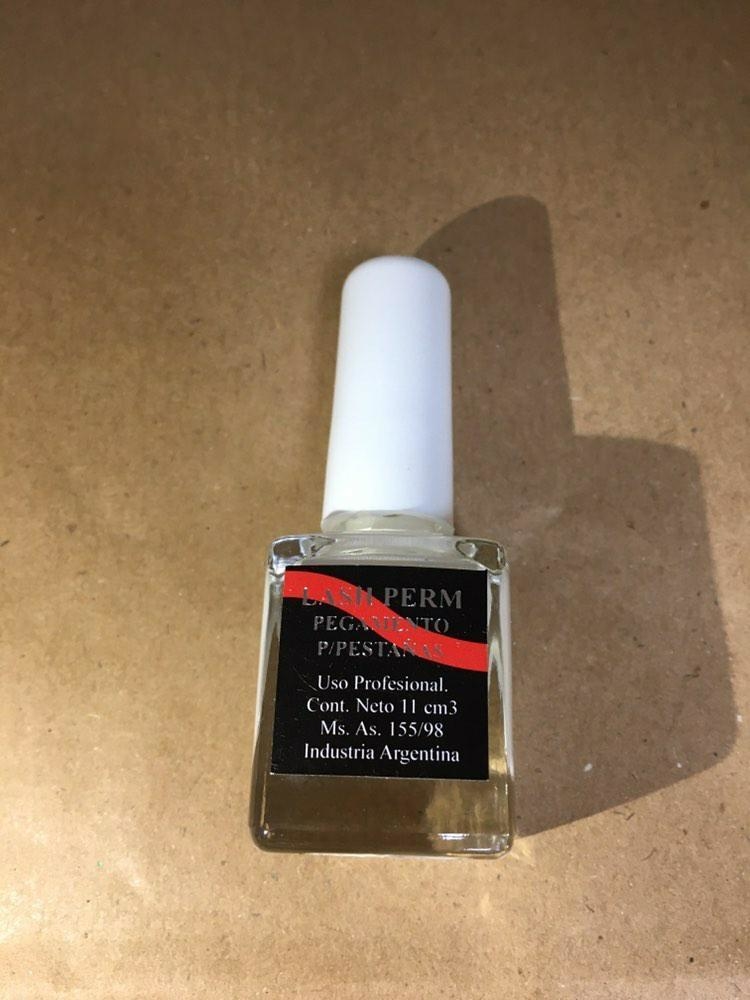 LASH PERM
PEGAMENTO
P/PESTAÑAS
Uso Profesional.
Cont. Neto 11 cm3
Ms. As. 155/98
Industria Argentina